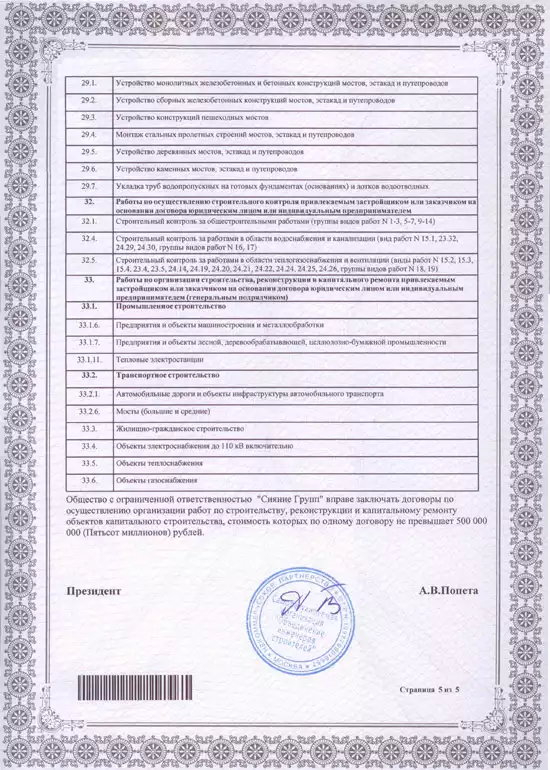 29.1. Устройство монолитных железобетонных и бетонных конструкций мостов, эстакад и путепроводов
29.2. Устройство сборных железобетонных конструкций мостов, эстакад и путепроводов
29.3. Устройство конструкций пешеходных мостов
29.4. Монтаж стальных пролетных строений мостов, эстакад и путепроводов
29.5. Устройство деревянных мостов, эстакад и путепроводов
29.6. Устройство каменных мостов, эстакад и путепроводов
29.7. Укладка труб водопропускных на готовых фундаментах (основаниях) и лотков водоотводных
32. Работы по осуществлению строительного контроля привлекаемым застройщиком или заказчиком на
основании договора юридическим лицом или индивидуальным предпринимателем
32.1. Строительный контроль за общестроительными работами (группы видов работ N 1-3, 5-7, 9-14)
32.4. Строительный контроль за работами в области водоснабжения и канализации (вид работ N 15.1, 23.32,
24.29, 24.30, группы видов работ N 16, 17)
32.5. Строительный контроль за работами в области теплогазоснабжения и вентиляции (виды работ N 15.2, 15.3,
15.4, 23.4, 23.5, 24.14, 24.19, 24.20, 24.21, 24.22, 24.24, 24.25, 24.26, группы видов работ N 18, 19)
33. Работы по организации строительства, реконструкции и капитального ремонта привлекаемым
застройщиком или заказчиком на основании договора юридическим лицом или индивидуальным
предпринимателем (генеральным подрядчиком)
33.1. Промышленное строительство
33.1.6. Предприятия и объекты машиностроения и металлообработки
33.1.7. Предприятия и объекты лесной, деревообрабатывающей, целлюлозно-бумажной промышленности
33.1.11. Тепловые электростанции
33.2. Транспортное строительство
33.2.1. Автомобильные дороги и объекты инфраструктуры автомобильного транспорта
33.2.6. Мосты (большие и средние)
33.3. Жилищно-гражданское строительство
33.4. Объекты электроснабжения до 110 кВ включительно
33.5. Объекты теплоснабжения
33.6. Объекты газоснабжения
Общество с ограниченной ответственностью "Сияние Групп" вправе заключать договоры по
осуществлению организации работ по строительству, реконструкции и капитальному ремонту
объектов капитального строительства, стоимость которых по одному договору не превышает 500 000
000 (Пятьсот миллионов) рублей.
Президент А.В.Попета
строителей"
МОСКВА
Страница 5 из 5